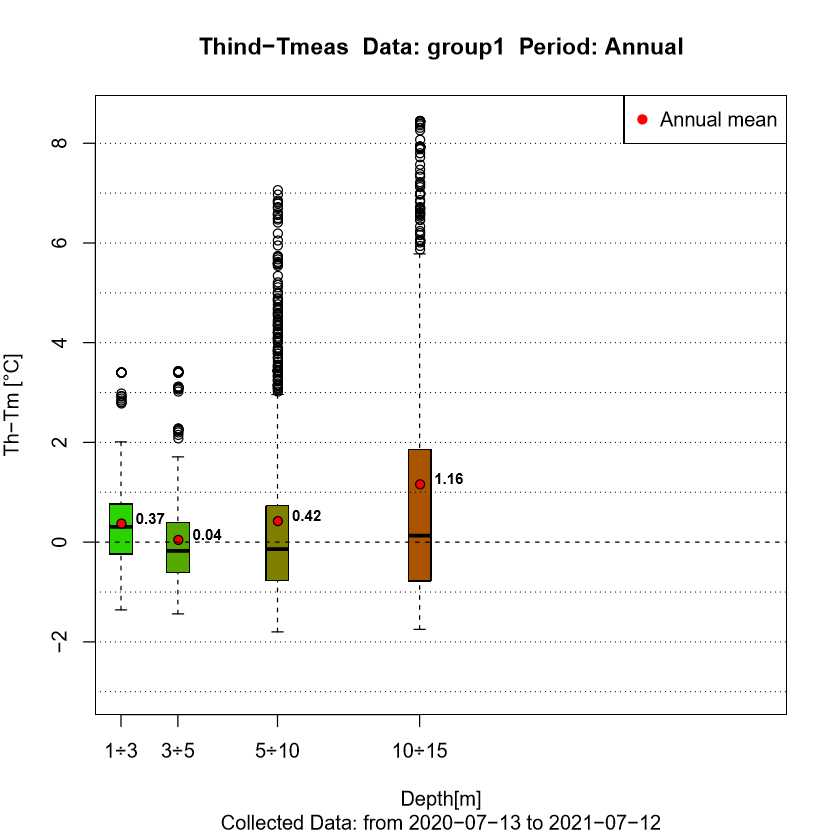 Thind−Tmeas  Data: group1  Period: Annual
Annual mean
8
6
4
2
0
−2
Th−Tm [°C]
0.37
0.04
0.42
1.16
1÷3
3÷5
5÷10
10÷15
Depth[m]
Collected Data: from 2020−07−13 to 2021−07−12